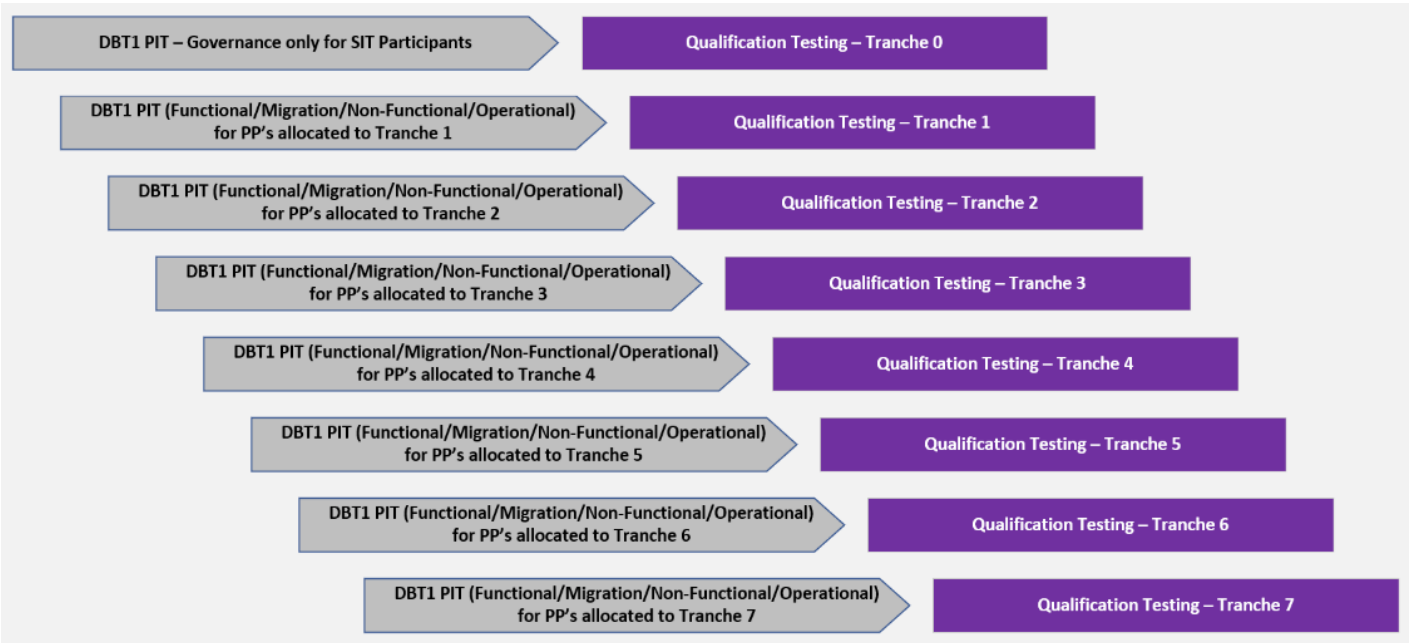 DBT1 PIT – Governance only for SIT Participants
Qualification Testing – Tranche 0
DBT1 PIT (Functional/Migration/Non-Functional/Operational)
for PP's allocated to Tranche 1
Qualification Testing – Tranche 1
DBT1 PIT (Functional/Migration/Non-Functional/Operational)
for PP's allocated to Tranche 2
Qualification Testing – Tranche 2
DBT1 PIT (Functional/Migration/Non-Functional/Operational)
for PP's allocated to Tranche 3
Qualification Testing – Tranche 3
DBT1 PIT (Functional/Migration/Non-Functional/Operational)
for PP's allocated to Tranche 4
Qualification Testing – Tranche 4
DBT1 PIT (Functional/Migration/Non-Functional/Operational)
for PP's allocated to Tranche 5
Qualification Testing – Tranche 5
DBT1 PIT (Functional/Migration/Non-Functional/Operational)
for PP's allocated to Tranche 6
Qualification Testing – Tranche 6
DBT1 PIT (Functional/Migration/Non-Functional/Operational)
for PP's allocated to Tranche 7
Qualification Testing – Tranche 7